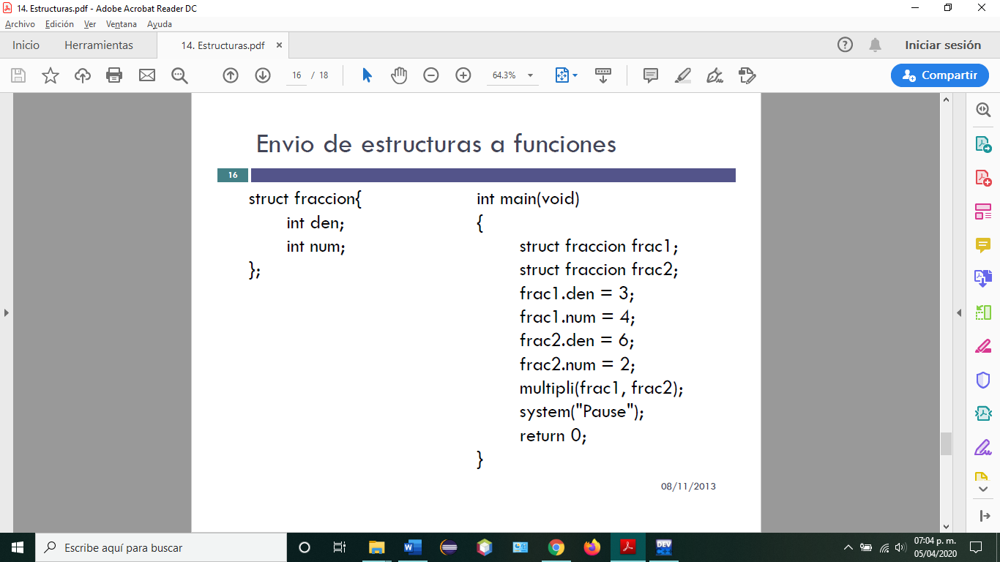 14. Estructuras.pdf - Adobe Acrobat Reader DC
Archivo Edición Ver Ventana Ayuda
Inicio Herramientas 14. Estructuras.pdf × Iniciar sesión
16 / 18 64.3% Compartir
Envio de estructuras a funciones
16
struct fraccion{
int den;
int num;
};
int main(void)
{
struct fraccion frac1;
struct fraccion frac2;
frac1.den = 3;
frac1.num = 4;
frac2.den = 6;
frac2.num = 2;
multipli(frac1, frac2);
system("Pause");
return 0;
}
08/11/2013
Escribe aquí para buscar
DEV C++
07:04 p. m.
05/04/2020